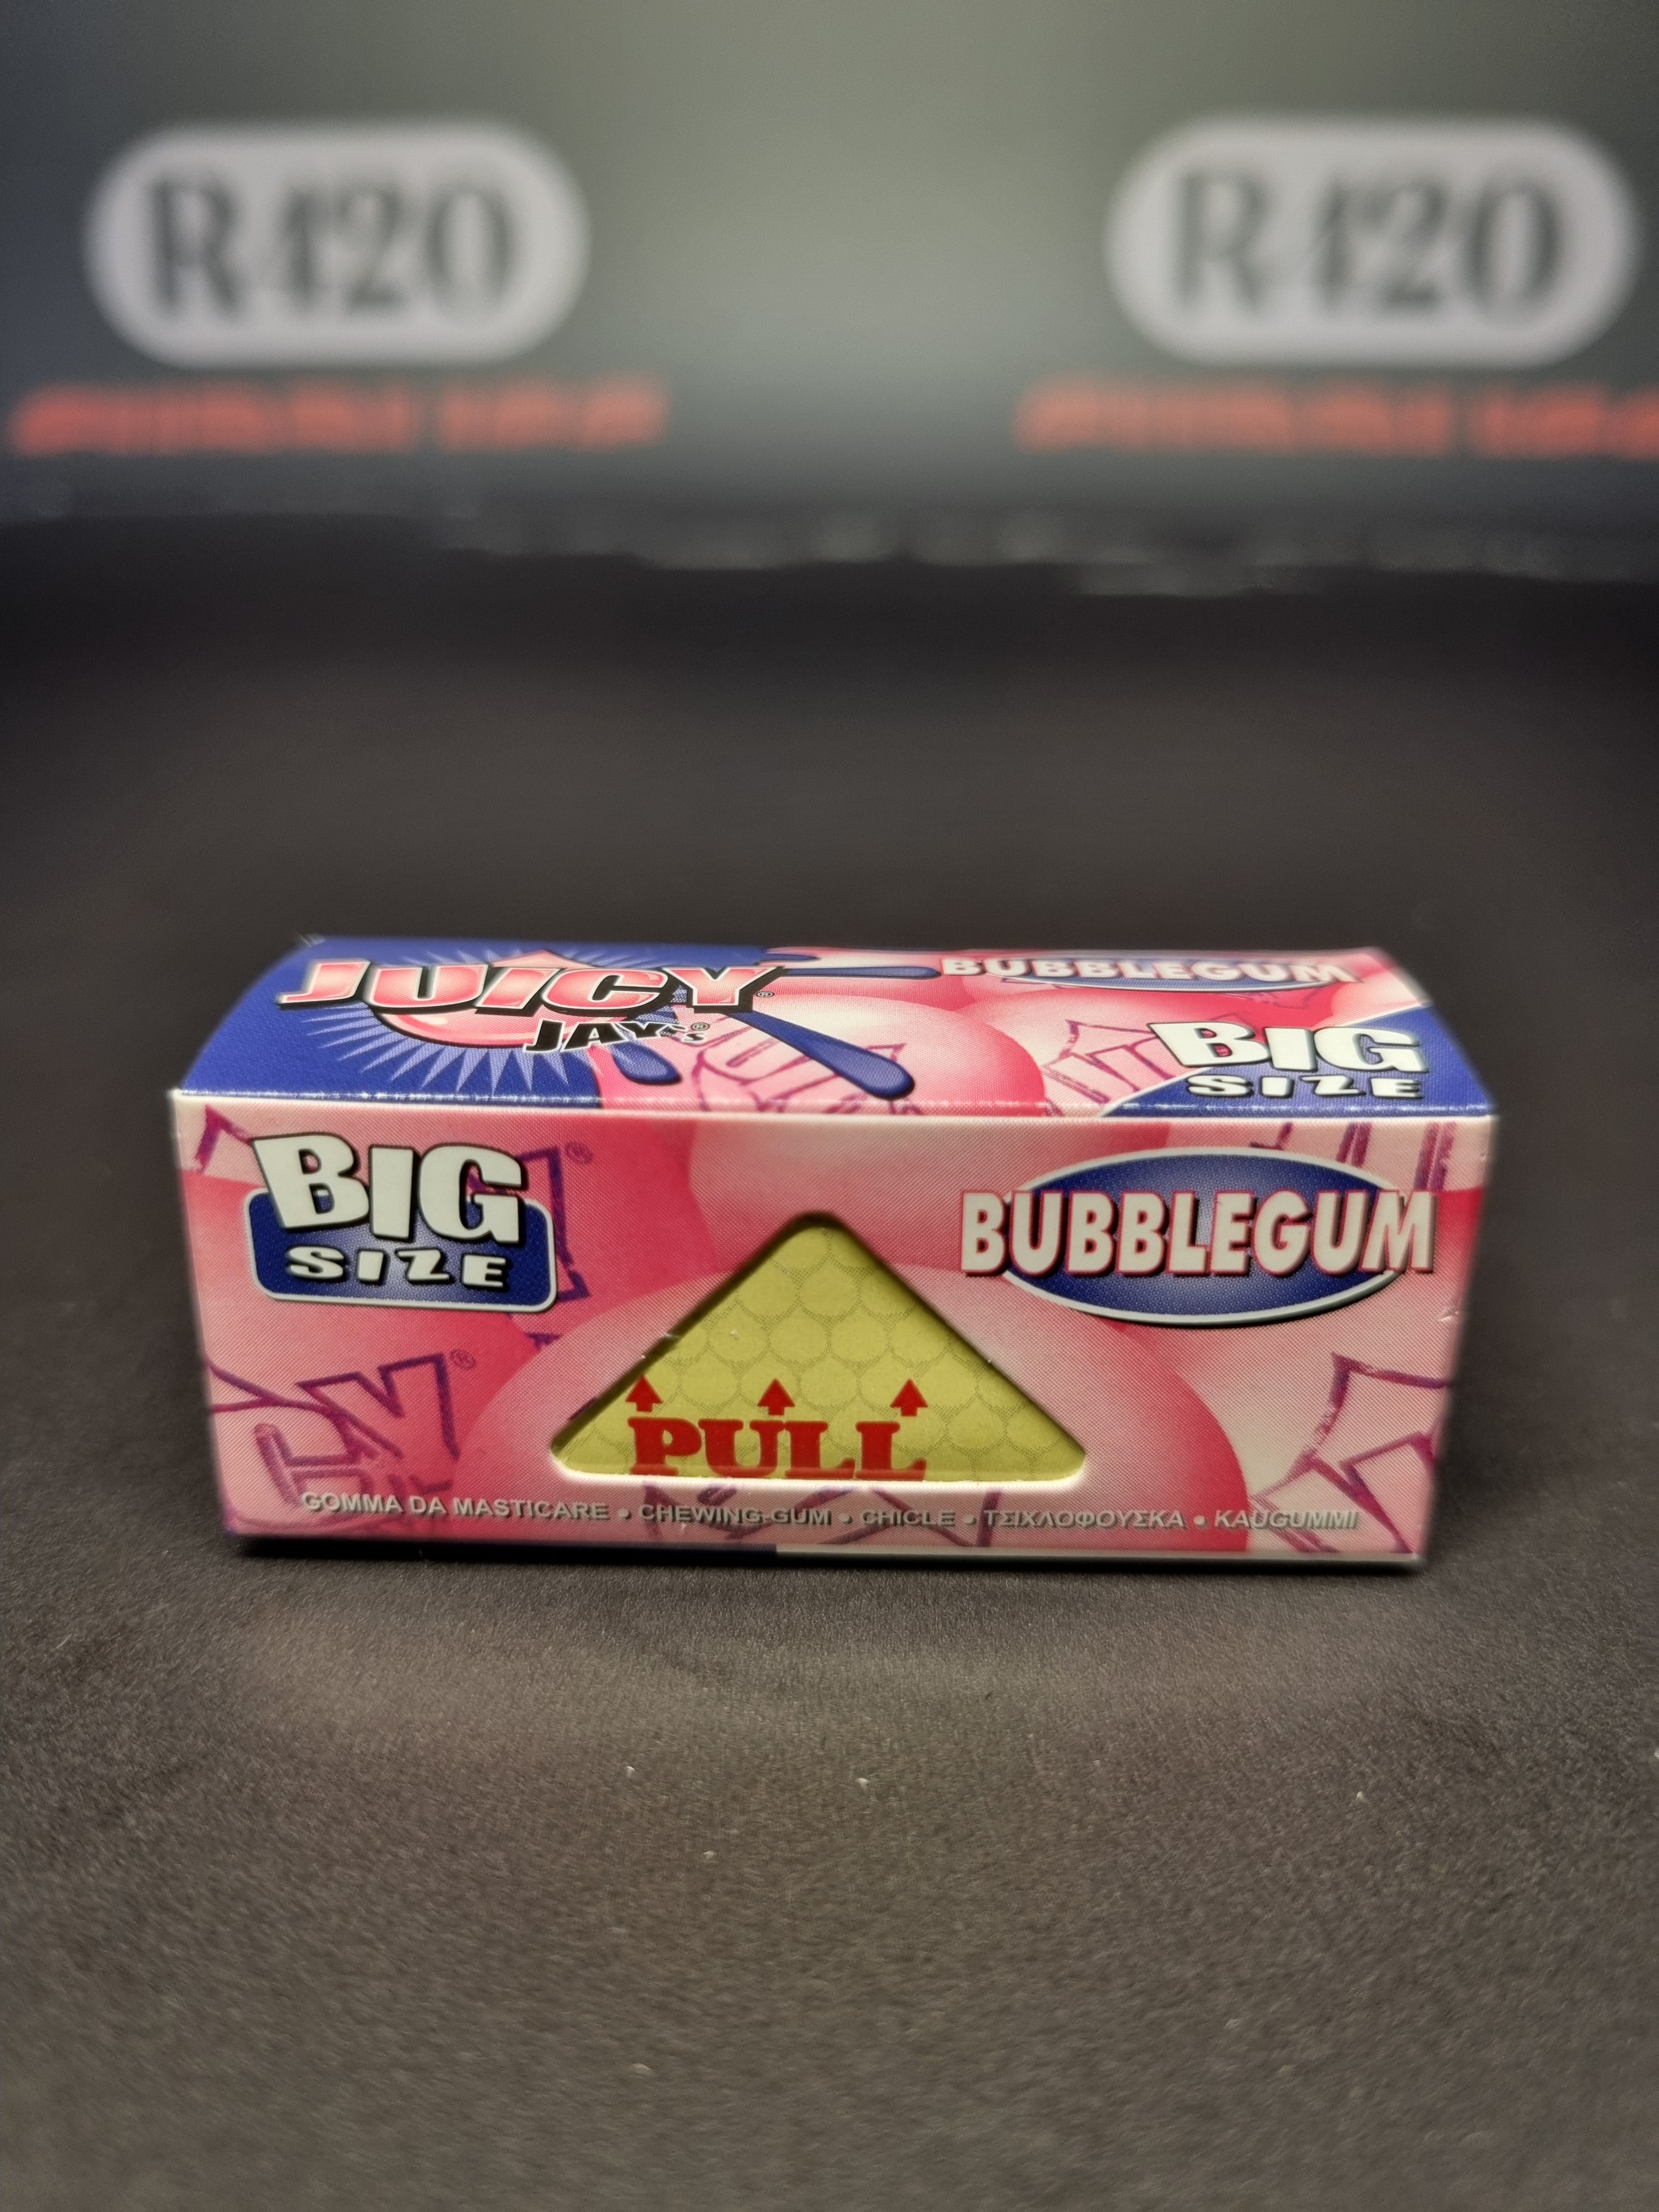 R420
R420
JUICY®
JAY'S®
BUBBLEGUM
BIG
SIZE
BIG
SIZE
BUBBLEGUM
PULL
GOMMA DA MASTICARE • CHEWING-GUM • CHICLE • ΤΣΙΧΛΟΦΟΥΣΚΑ • KAUGUMMI